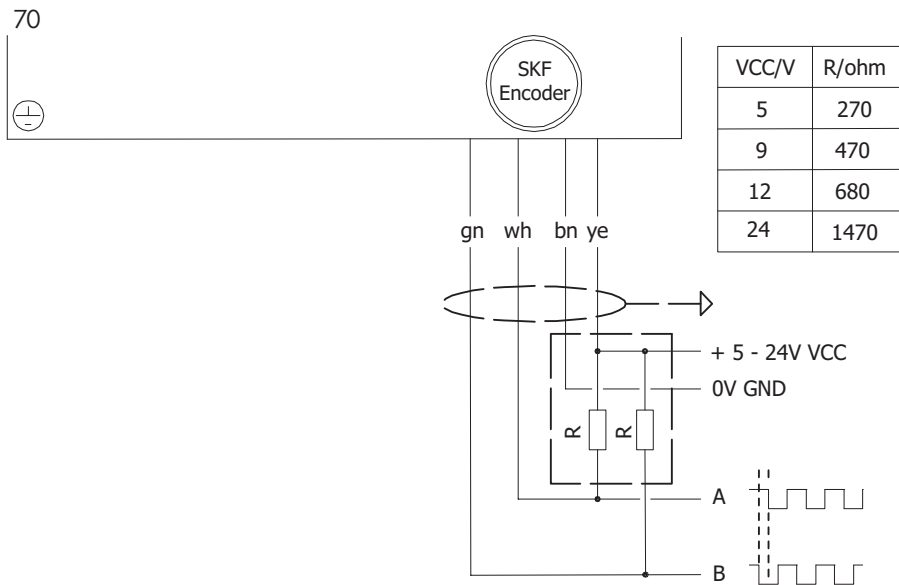 70
SKF
Encoder
VCC/V R/ohm
5 270
9 470
12 680
24 1470
gn wh bn ye
+ 5 - 24V VCC
0V GND
R R
A
B